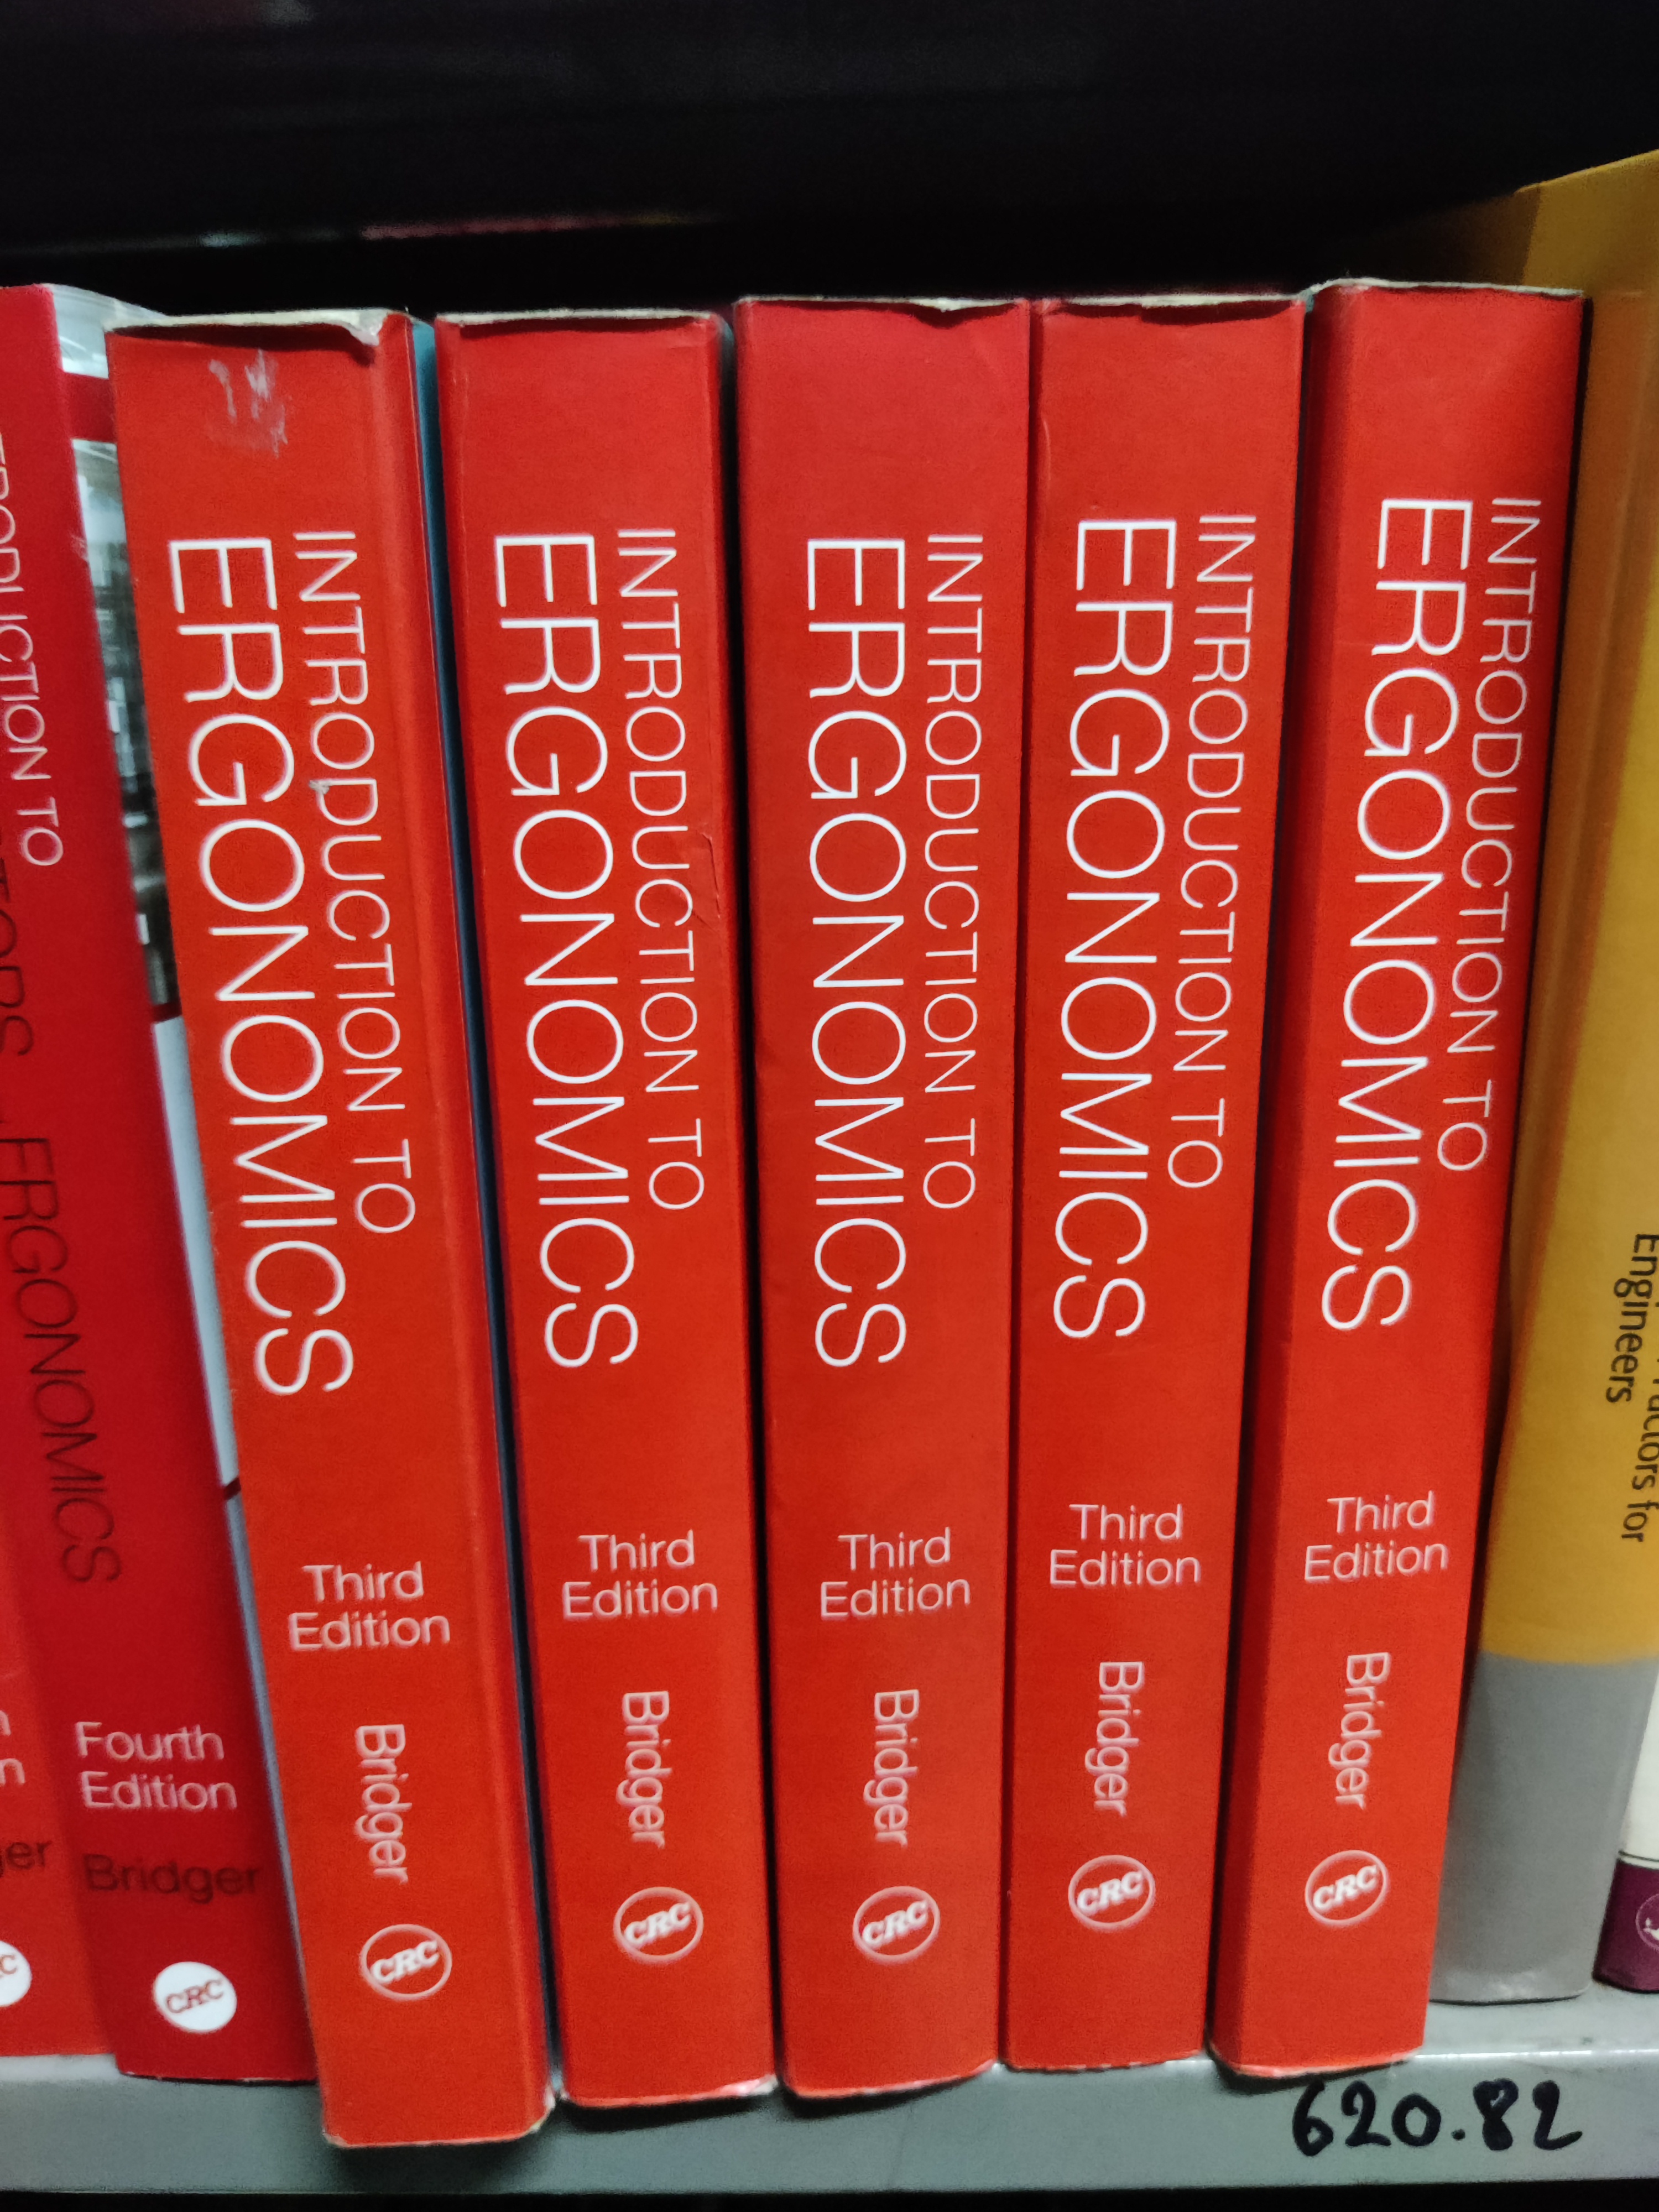 INTRODUCTION TO
ERGONOMICS
Fourth
Edition
Bridger
CRC
INTRODUCTION TO
ERGONOMICS
Third
Edition
Bridger
CRC
INTRODUCTION TO
ERGONOMICS
Third
Edition
Bridger
CRC
INTRODUCTION TO
ERGONOMICS
Third
Edition
Bridger
CRC
INTRODUCTION TO
ERGONOMICS
Third
Edition
Bridger
CRC
INTRODUCTION TO
ERGONOMICS
Third
Edition
Bridger
CRC
for
Engineers
620.82